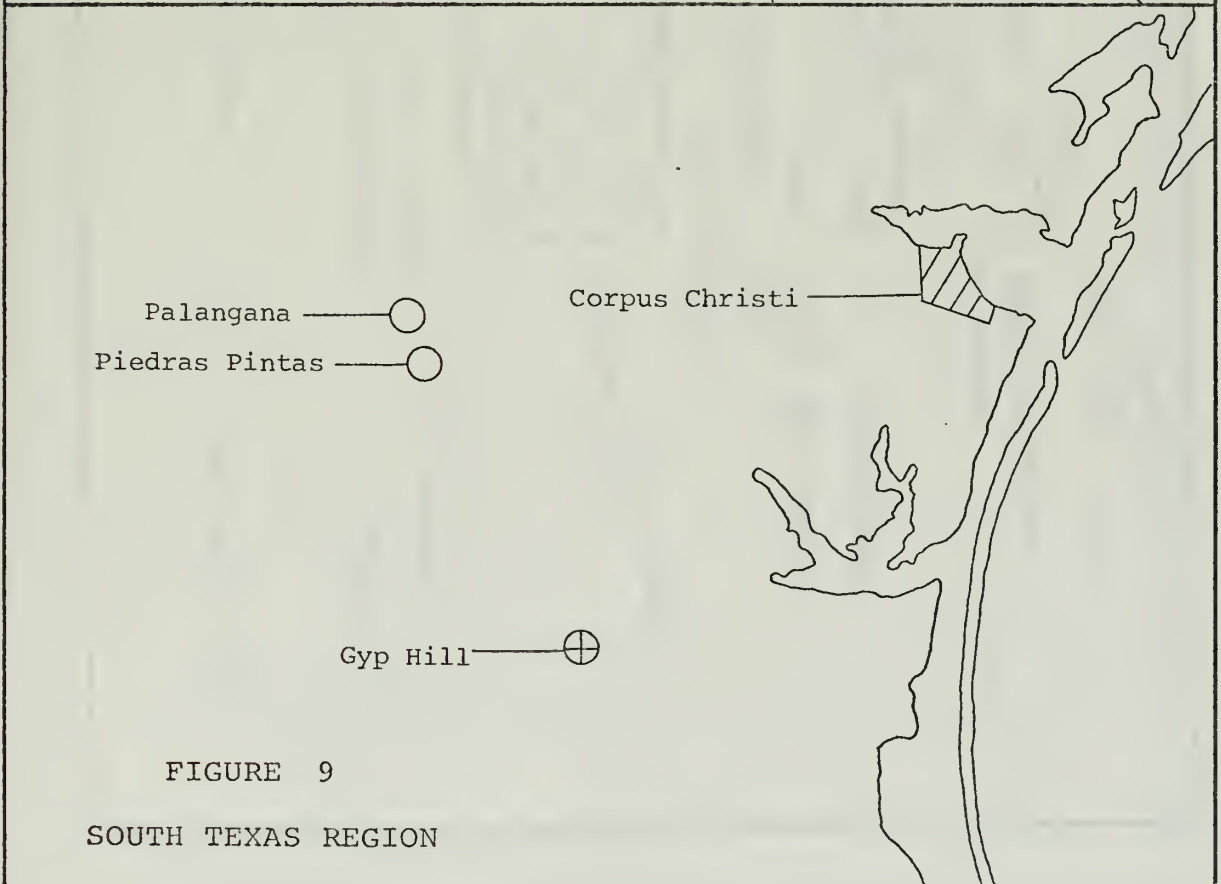 Palangana
Corpus Christi
Piedras Pintas
Gyp Hill
FIGURE 9
SOUTH TEXAS REGION